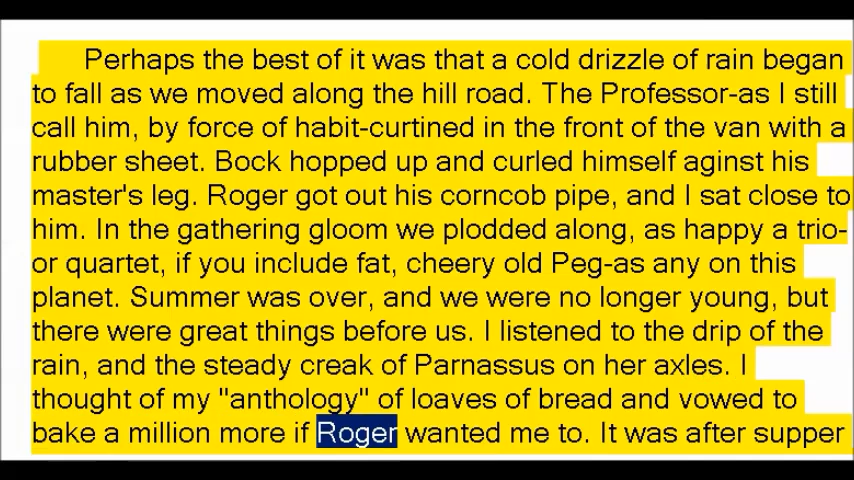 Perhaps the best of it was that a cold drizzle of rain began
to fall as we moved along the hill road. The Professor-as I still
call him, by force of habit-curtined in the front of the van with a
rubber sheet. Bock hopped up and curled himself aginst his
master's leg. Roger got out his corncob pipe, and I sat close to
him. In the gathering gloom we plodded along, as happy a trio-
or quartet, if you include fat, cheery old Peg-as any on this
planet. Summer was over, and we were no longer young, but
there were great things before us. I listened to the drip of the
rain, and the steady creak of Parnassus on her axles. I
thought of my "anthology" of loaves of bread and vowed to
bake a million more if Roger wanted me to. It was after supper